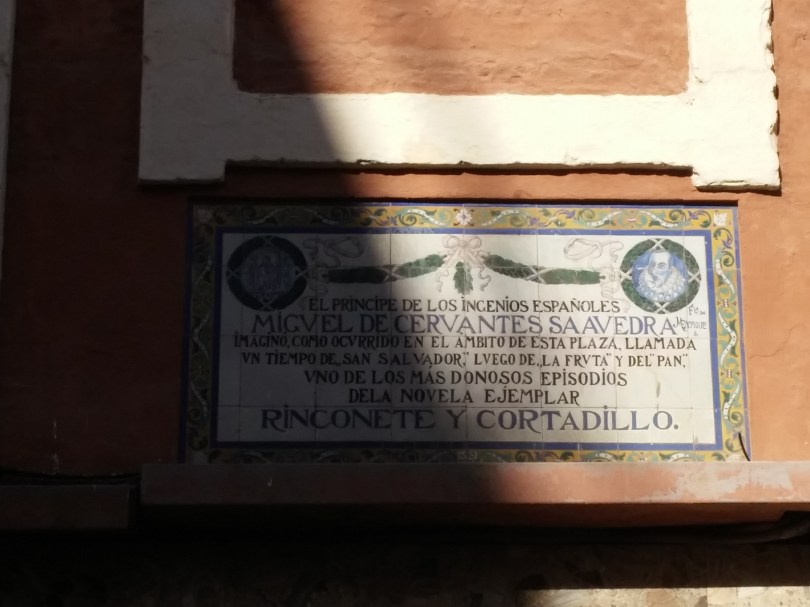 EL PRINCIPE DE LOS INGENIOS ESPAÑOLES
MIGVEL DE CERVANTES SAAVEDRA
IMAGINO, COMO OCVRRIDO EN EL AMBITO DE ESTA PLAZA, LLAMADA
VN TIEMPO DE „SAN SALVADOR,” LVEGO DE „LA FRVTA” Y DEL “PAN,”
VNO DE LOS MAS DONOSOS EPISODIOS
DELA NOVELA EJEMPLAR
RINCONETE Y CORTADILLO.